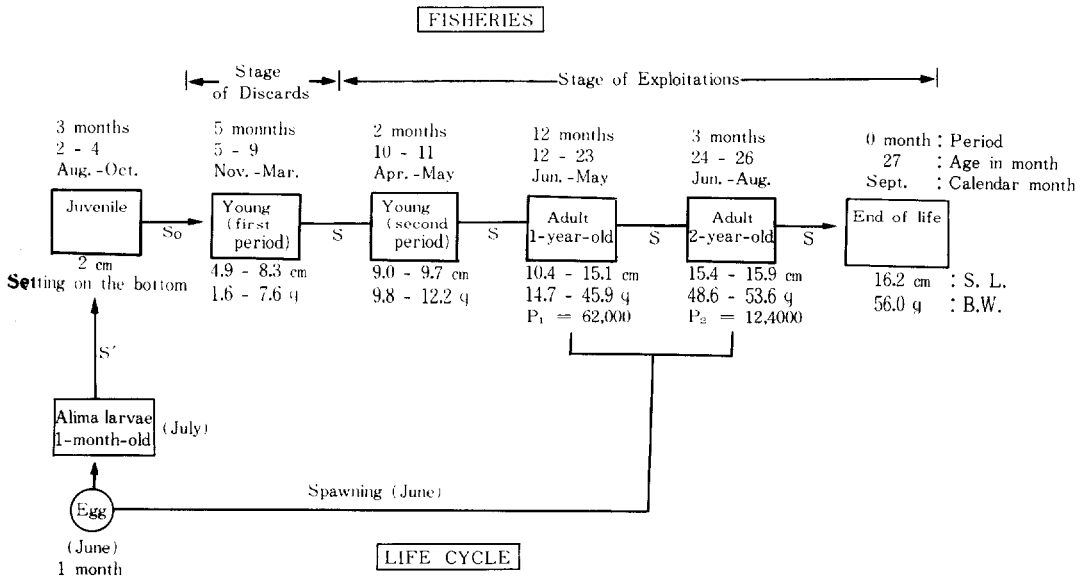 FISHERIES
Stage
of Discards
Stage of Exploitations
3 months
2 - 4
Aug. -Oct.
5 monnths
5 - 9
Nov. -Mar.
2 months
10 - 11
Apr. -May
12 months
12 - 23
Jun. -May
3 months
24 - 26
Jun. -Aug.
0 month : Period
27 : Age in month
Sept. : Calendar month
Juvenile
S₀
Young
(first
period)
S
Young
(second
period)
S
Adult
1-year-old
S
Adult
2-year-old
S
End of life
2 cm
Setting on the bottom
4.9 - 8.3 cm
1.6 - 7.6 g
9.0 - 9.7 cm
9.8 - 12.2 g
10.4 - 15.1 cm
14.7 - 45.9 g
P₁ = 62,000
15.4 - 15.9 cm
48.6 - 53.6 g
P₂ = 12,4000
16.2 cm : S. L.
56.0 g : B.W.
S′
Alima larvae
1-month-old
(July)
Egg
Spawning (June)
(June)
1 month
LIFE CYCLE